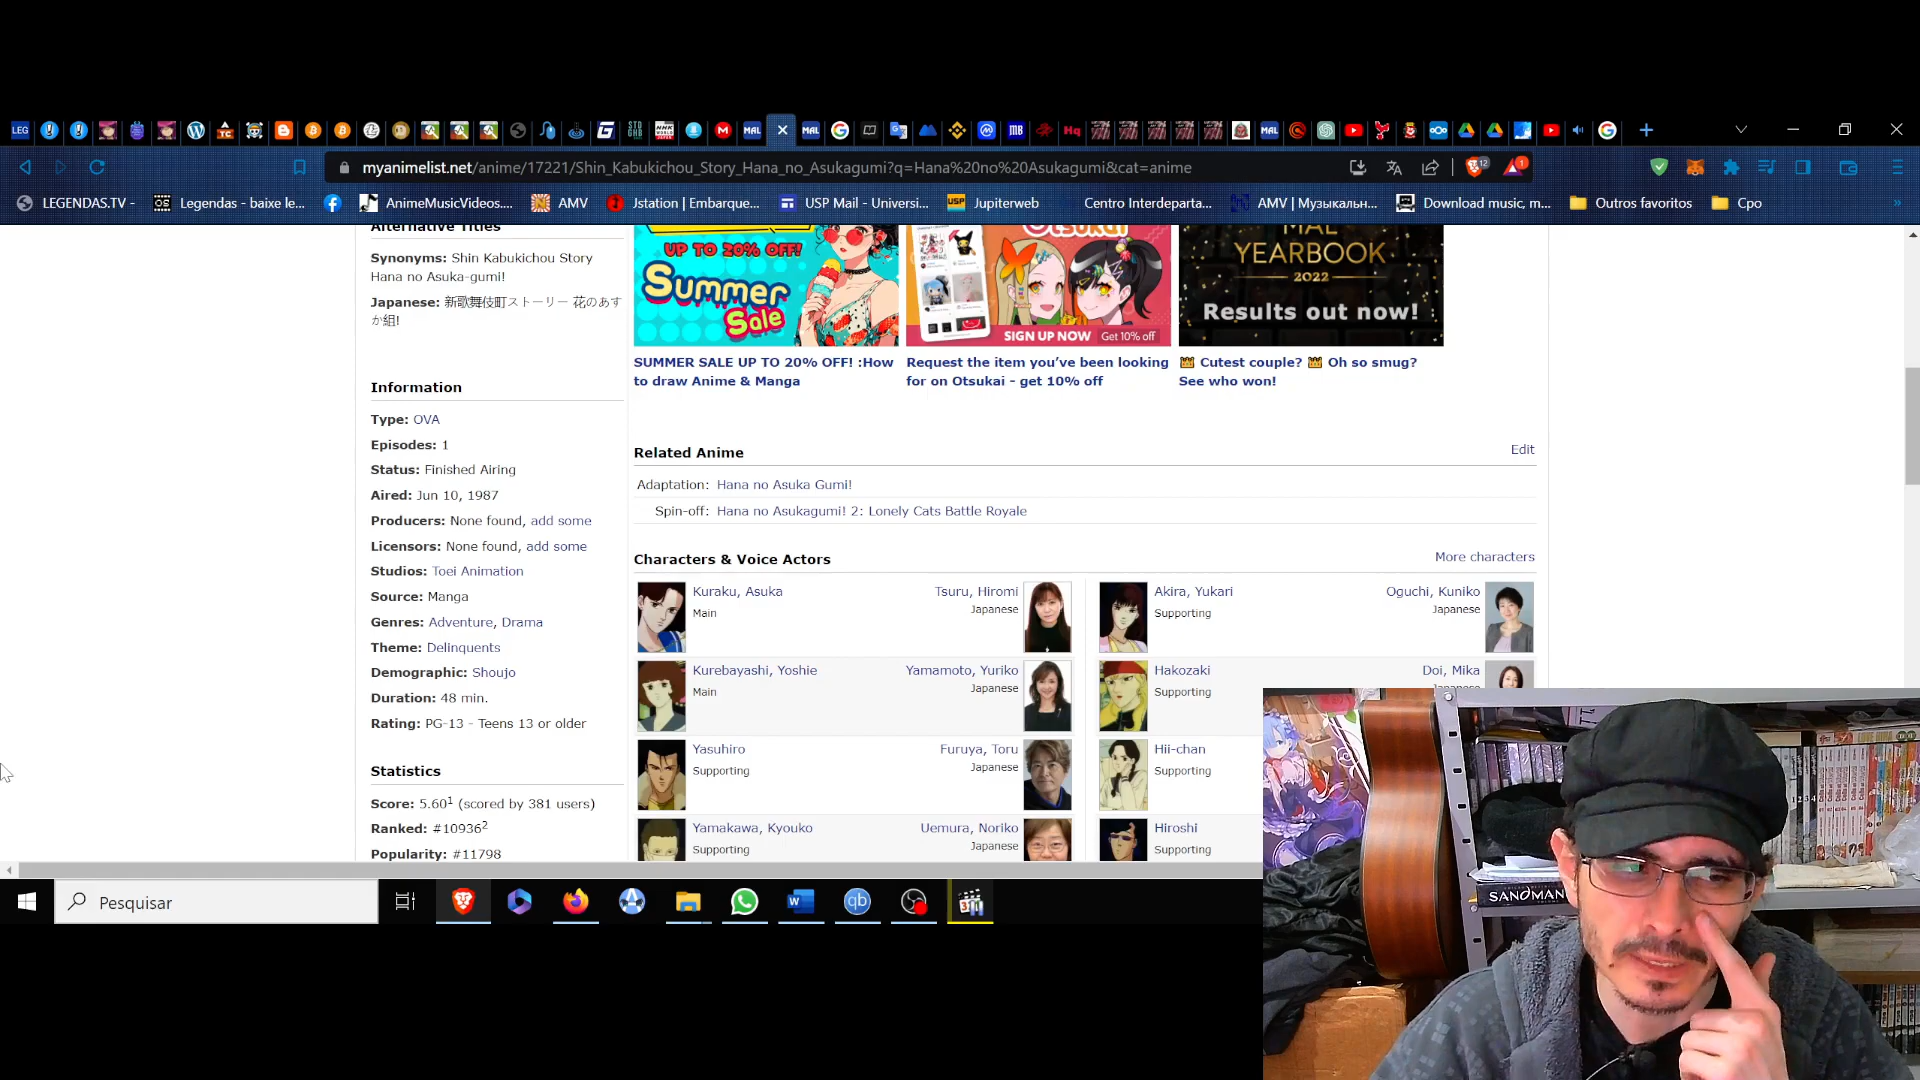 myanimelist.net/anime/17221/Shin_Kabukichou_Story_Hana_no_Asukagumi?q=Hana%20no%20Asukagumi&cat=anime
12
1
LEGENDAS.TV -
Legendas - baixe le...
AnimeMusicVideos....
AMV
Jstation | Embarque...
USP Mail - Universi...
Jupiterweb
Centro Interdeparta...
AMV | Музыкальн...
Download music, m...
Outros favoritos
Cpo
Alternative Titles
Synonyms: Shin Kabukichou Story
Hana no Asuka-gumi!
Japanese: 新歌舞伎町ストーリー 花のあす
か組!
Information
Type: OVA
Episodes: 1
Status: Finished Airing
Aired: Jun 10, 1987
Producers: None found, add some
Licensors: None found, add some
Studios: Toei Animation
Source: Manga
Genres: Adventure, Drama
Theme: Delinquents
Demographic: Shoujo
Duration: 48 min.
Rating: PG-13 - Teens 13 or older
Statistics
Score: 5.60¹ (scored by 381 users)
Ranked: #10936²
Popularity: #11798
UP TO 20% OFF!
Summer
Sale
SUMMER SALE UP TO 20% OFF! :How
to draw Anime & Manga
Otsukai
SIGN UP NOW
Get 10% off
Request the item you've been looking
for on Otsukai - get 10% off
MAL
YEARBOOK
2022
Results out now!
Cutest couple? Oh so smug?
See who won!
Related Anime
Edit
Adaptation: Hana no Asuka Gumi!
Spin-off: Hana no Asukagumi! 2: Lonely Cats Battle Royale
Characters & Voice Actors
More characters
Kuraku, Asuka
Main
Tsuru, Hiromi
Japanese
Akira, Yukari
Supporting
Oguchi, Kuniko
Japanese
Kurebayashi, Yoshie
Main
Yamamoto, Yuriko
Japanese
Hakozaki
Supporting
Doi, Mika
Japanese
Yasuhiro
Supporting
Furuya, Toru
Japanese
Hii-chan
Supporting
Yamakawa, Kyouko
Supporting
Uemura, Noriko
Japanese
Hiroshi
Supporting
SANDMAN
Pesquisar